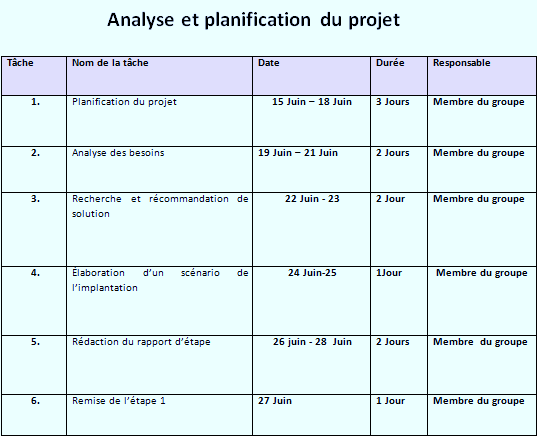 Analyse et planification du projet
Tâche Nom de la tâche Date Durée Responsable
1. Planification du projet 15 Juin – 18 Juin 3 Jours Membre du groupe
2. Analyse des besoins 19 Juin – 21 Juin 2 Jours Membre du groupe
3. Recherche et récommandation de 22 Juin - 23 2 Jour Membre du groupe
solution
4. Élaboration d’un scénario de 24 Juin-25 1Jour Membre du groupe
l’implantation
5. Rédaction du rapport d’étape 26 juin - 28 Juin 2 Jours Membre du groupe
6. Remise de l’étape 1 27 Juin 1 Jour Membre du groupe